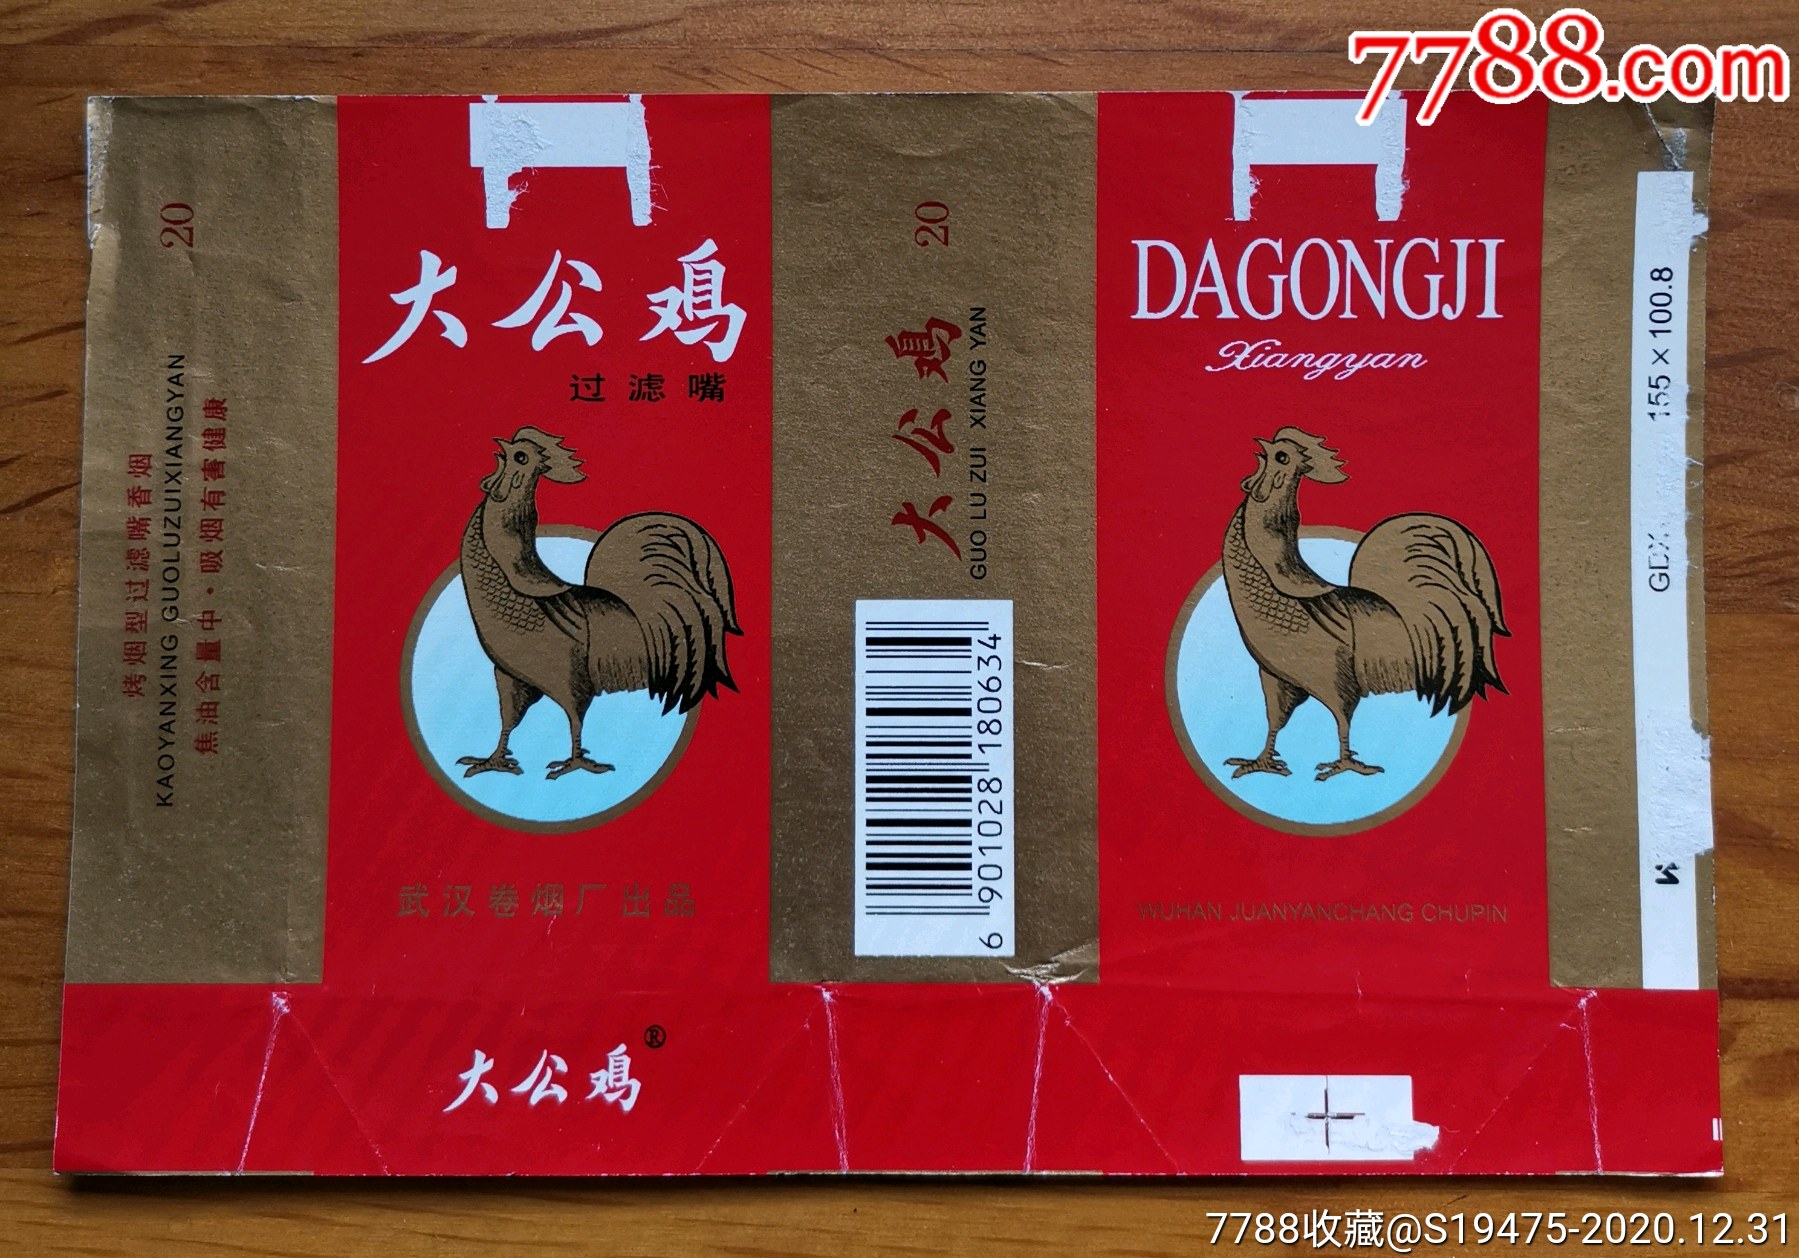 7788.com
20
烤烟型过滤嘴香烟
KAOYANXING GUOLUZUIXIANGYAN
焦油含量中·吸烟有害健康
大公鸡
过滤嘴
武汉卷烟厂出品
大公鸡®
20
大公鸡
GUO LU ZUI XIANG YAN
6 901028 180634
DAGONGJI
Xiangyan
WUHAN JUANYANCHANG CHUPIN
155×100.8
7788收藏@S19475-2020.12.31